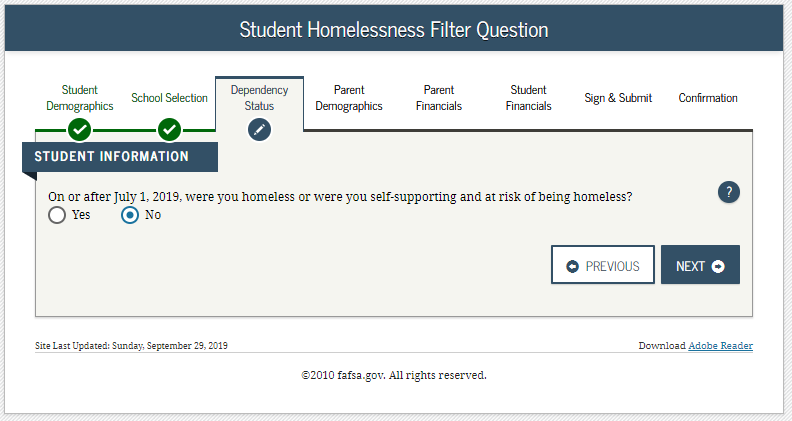 Student Homelessness Filter Question
Student Demographics
School Selection
Dependency Status
Parent Demographics
Parent Financials
Student Financials
Sign & Submit
Confirmation
STUDENT INFORMATION
On or after July 1, 2019, were you homeless or were you self-supporting and at risk of being homeless?
?
Yes No
PREVIOUS NEXT
Site Last Updated: Sunday, September 29, 2019 Download Adobe Reader
©2010 fafsa.gov. All rights reserved.